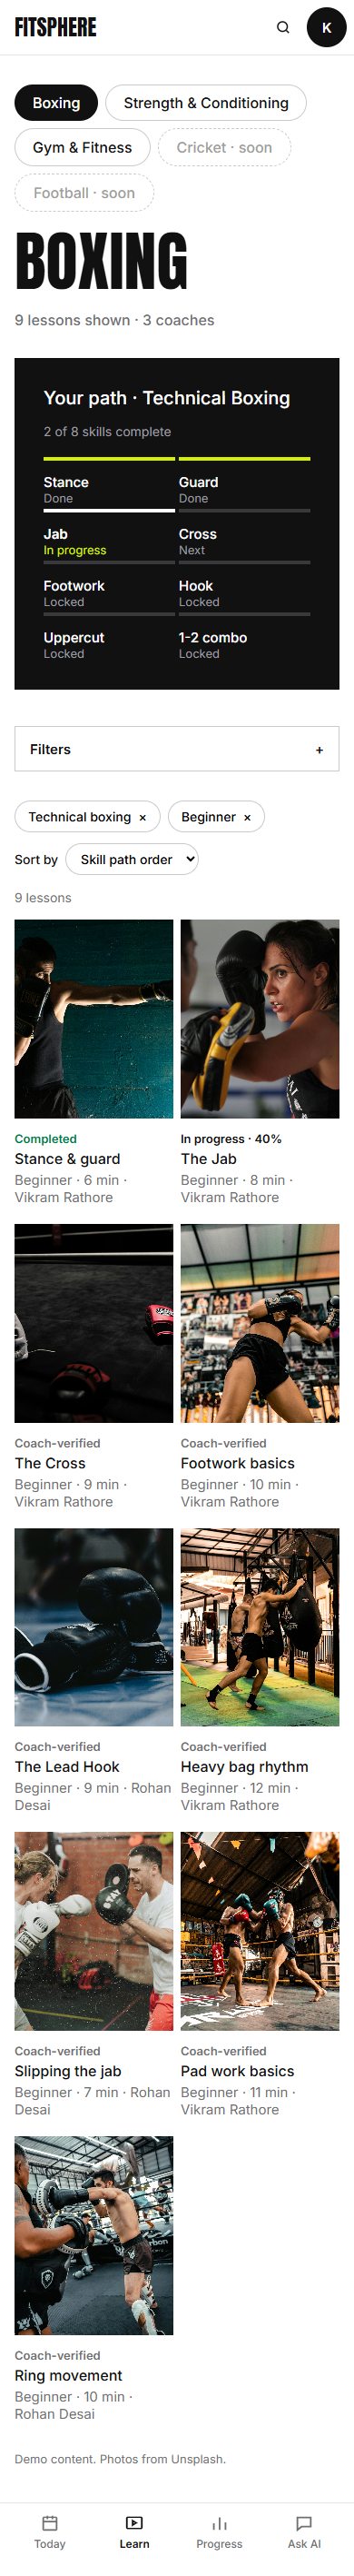 FITSPHERE
K
Boxing
Strength & Conditioning
Gym & Fitness
Cricket · soon
Football · soon
BOXING
9 lessons shown · 3 coaches
Your path · Technical Boxing
2 of 8 skills complete
Stance
Done
Guard
Done
Jab
In progress
Cross
Next
Footwork
Locked
Hook
Locked
Uppercut
Locked
1-2 combo
Locked
Filters +
Technical boxing ×
Beginner ×
Sort by
Skill path order
9 lessons
Completed
Stance & guard
Beginner · 6 min ·
Vikram Rathore
In progress · 40%
The Jab
Beginner · 8 min ·
Vikram Rathore
Coach-verified
The Cross
Beginner · 9 min ·
Vikram Rathore
Coach-verified
Footwork basics
Beginner · 10 min ·
Vikram Rathore
Coach-verified
The Lead Hook
Beginner · 9 min · Rohan
Desai
Coach-verified
Heavy bag rhythm
Beginner · 12 min ·
Vikram Rathore
Coach-verified
Slipping the jab
Beginner · 7 min · Rohan
Desai
Coach-verified
Pad work basics
Beginner · 11 min ·
Vikram Rathore
Coach-verified
Ring movement
Beginner · 10 min ·
Rohan Desai
Demo content. Photos from Unsplash.
Today
Learn
Progress
Ask AI